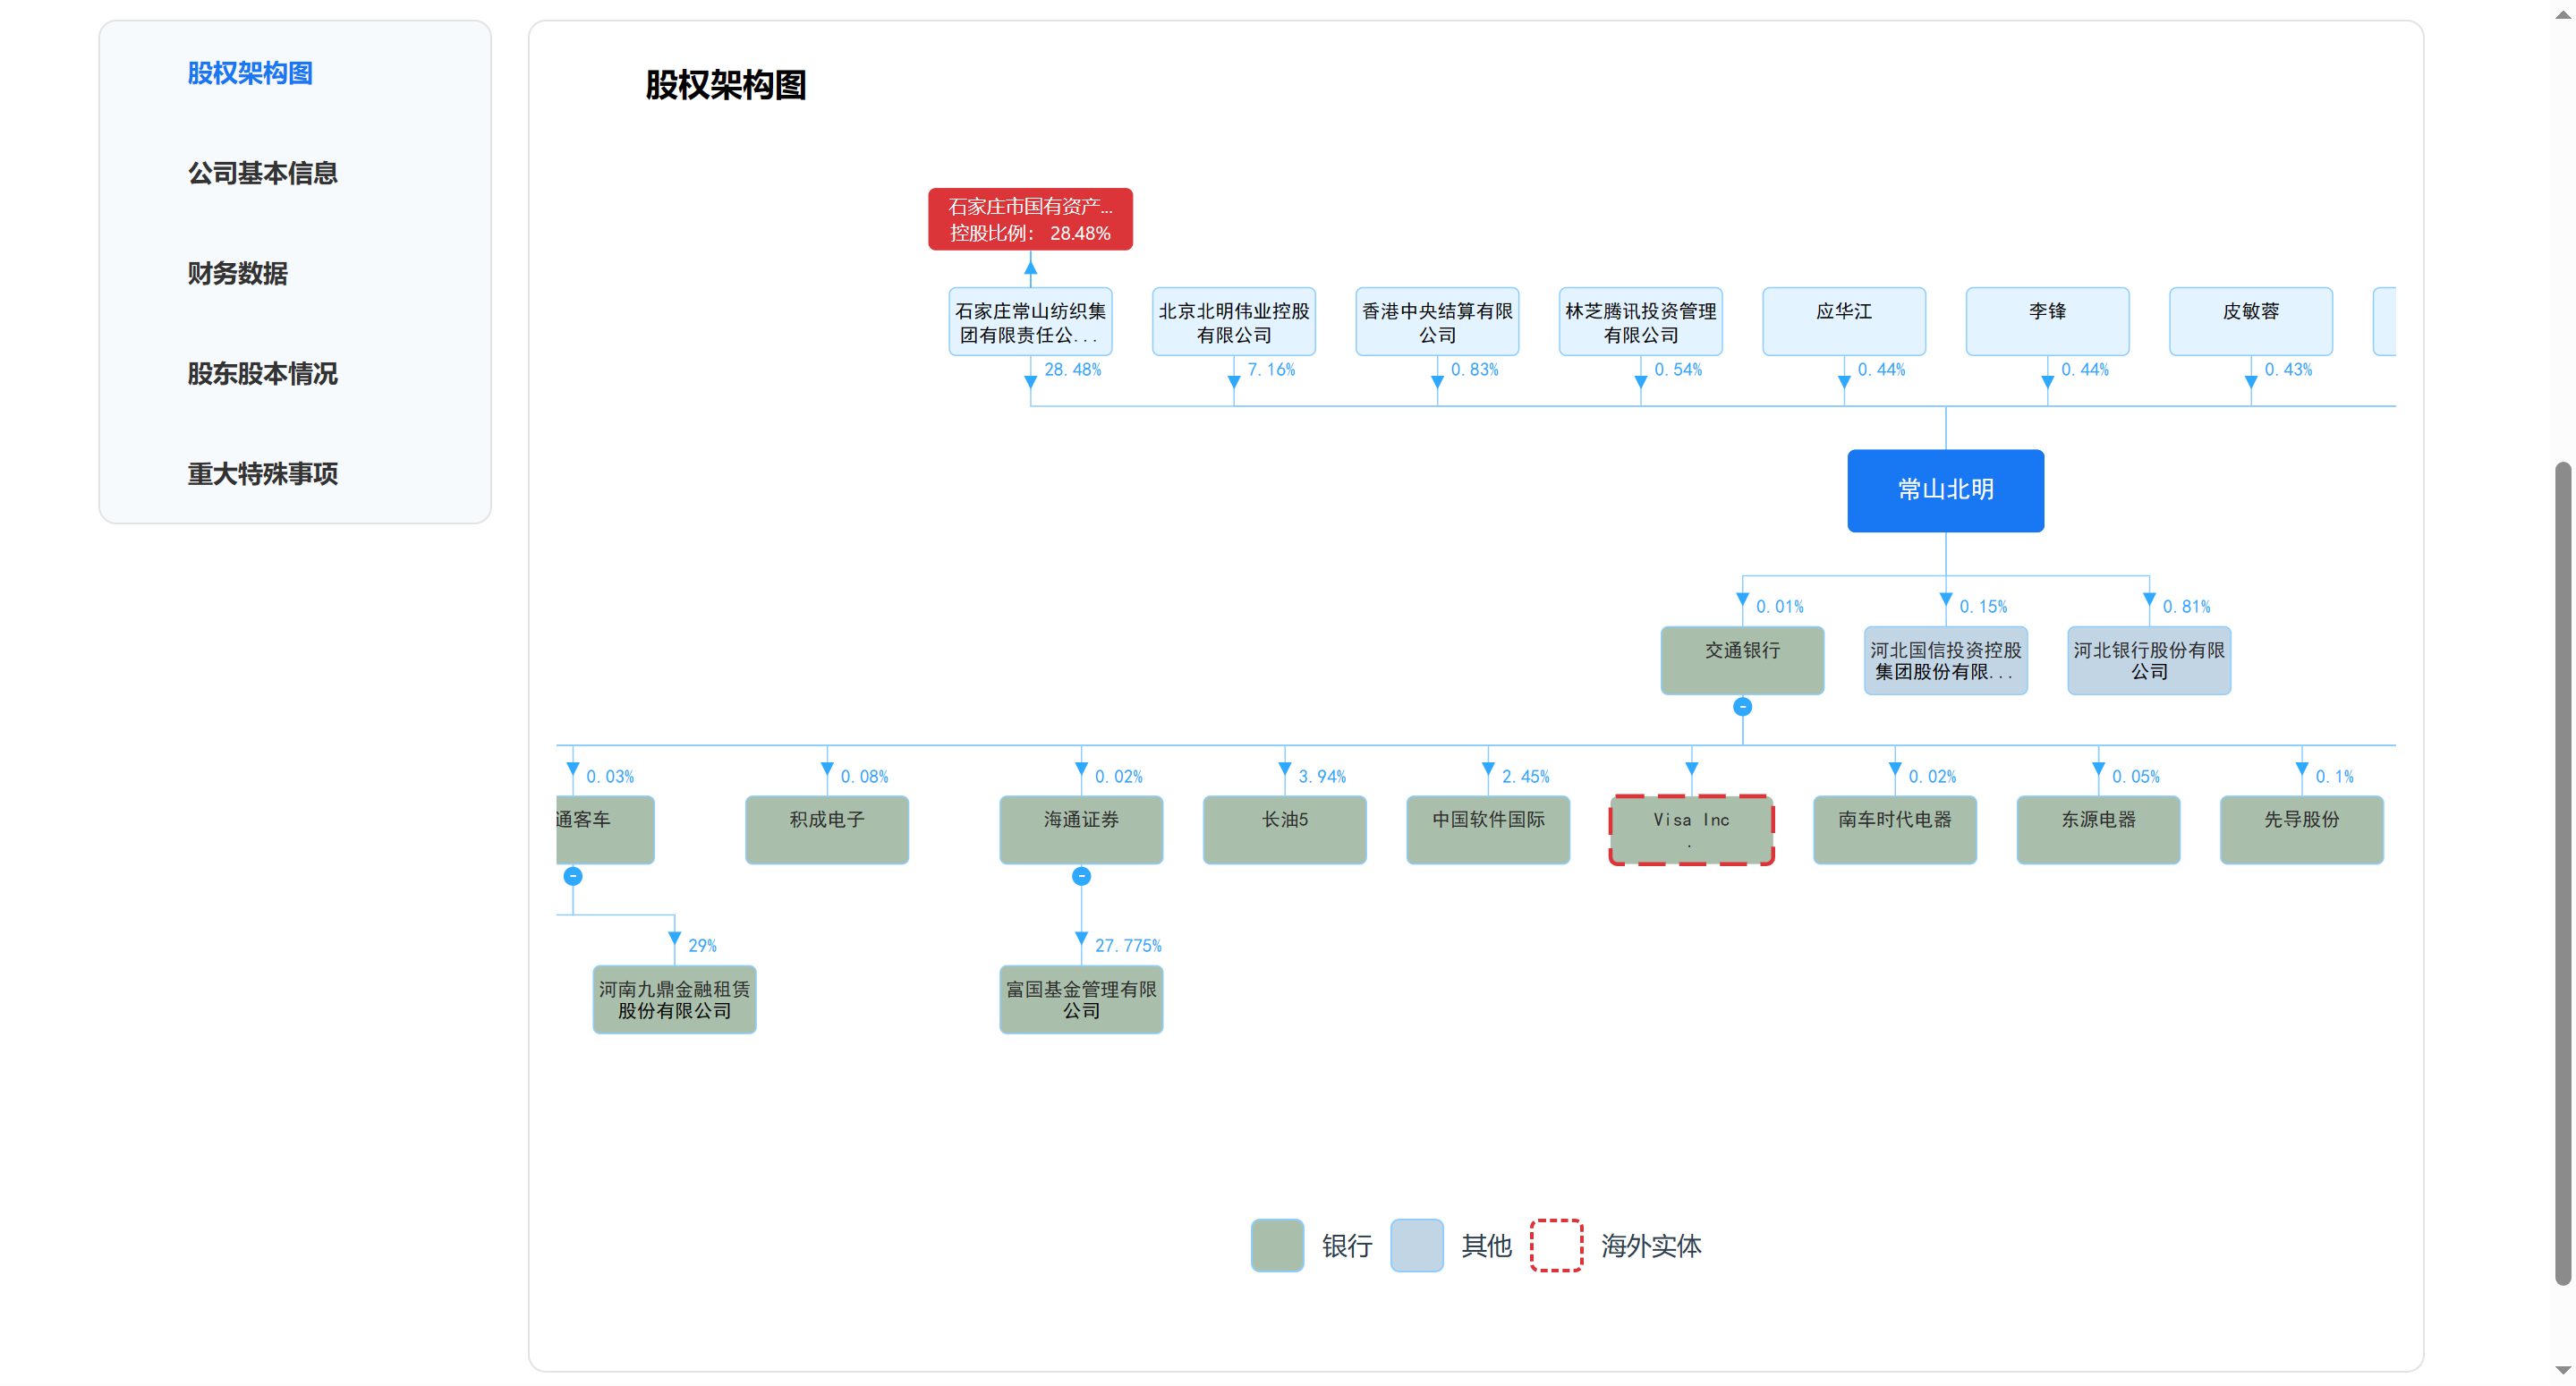 股权架构图
公司基本信息
财务数据
股东股本情况
重大特殊事项
股权架构图
石家庄市国有资产...
控股比例： 28.48%
石家庄常山纺织集
团有限责任公...
北京北明伟业控股
有限公司
香港中央结算有限
公司
林芝腾讯投资管理
有限公司
应华江
李锋
皮敏蓉
28.48%
7.16%
0.83%
0.54%
0.44%
0.44%
0.43%
常山北明
0.01%
0.15%
0.81%
交通银行
河北国信投资控股
集团股份有限...
河北银行股份有限
公司
-
0.03%
0.08%
0.02%
3.94%
2.45%
0.02%
0.05%
0.1%
通客车
积成电子
海通证券
长油5
中国软件国际
Visa Inc
.
南车时代电器
东源电器
先导股份
-
-
29%
27.775%
河南九鼎金融租赁
股份有限公司
富国基金管理有限
公司
银行
其他
海外实体